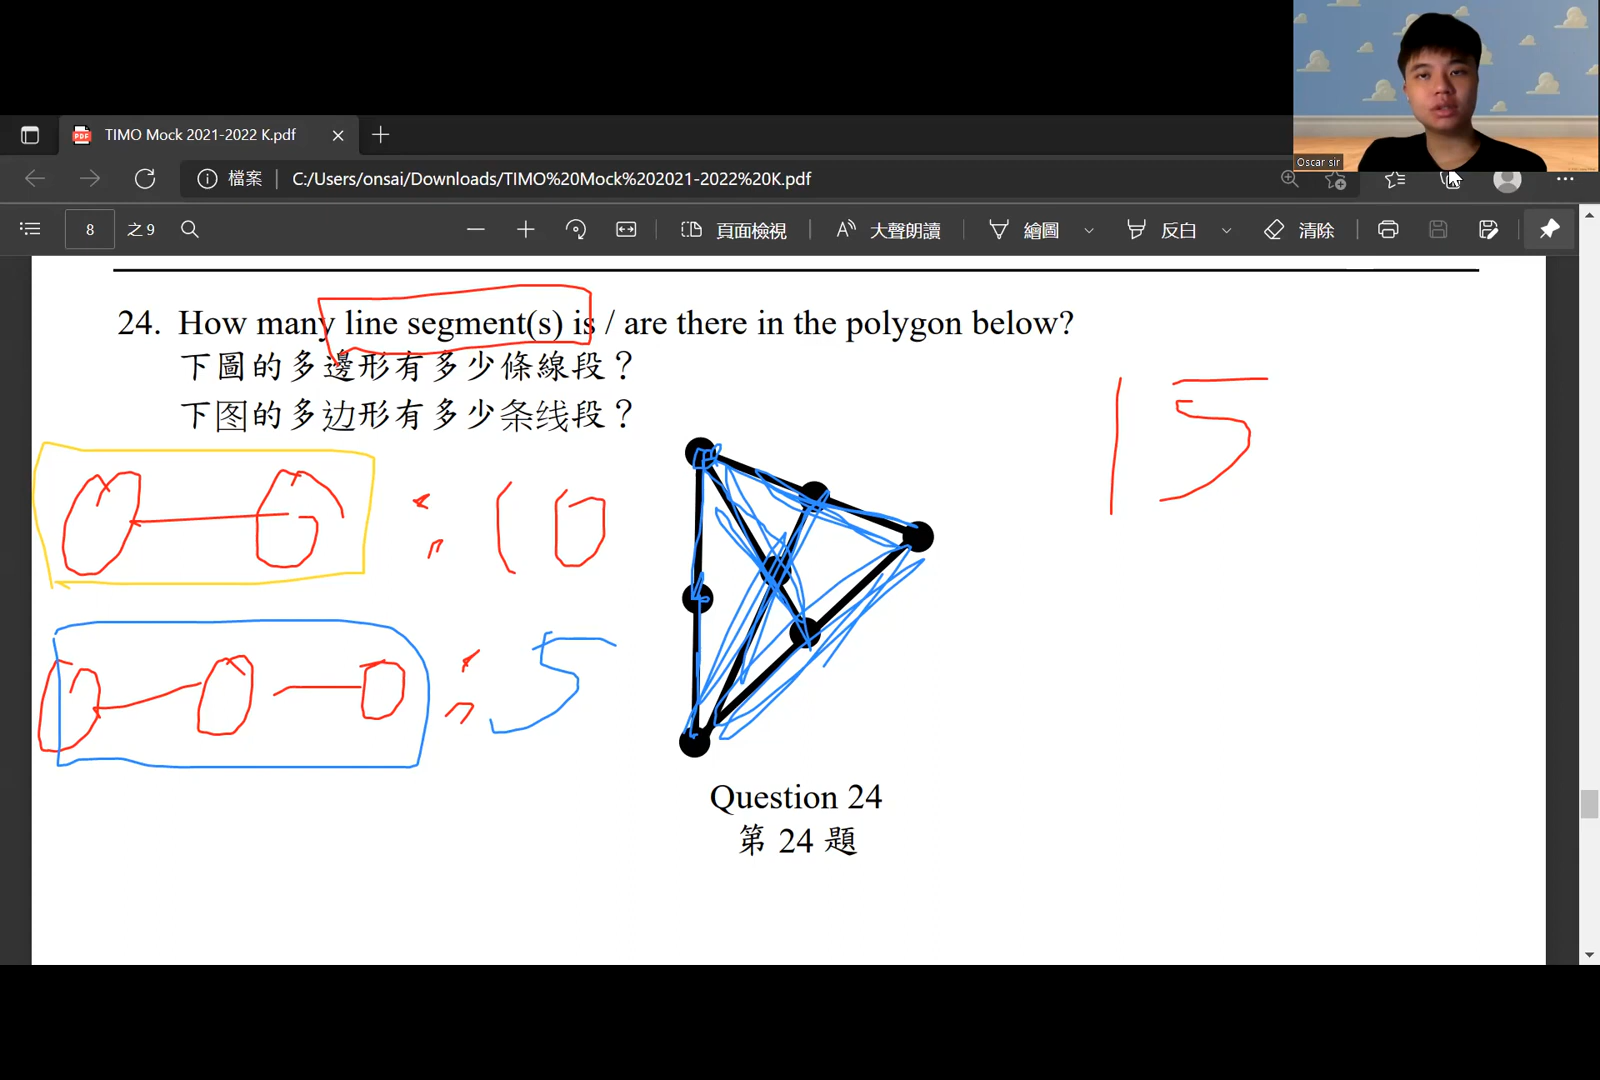 Oscar sir
TIMO Mock 2021-2022 K.pdf
檔案 C:/Users/onsai/Downloads/TIMO%20Mock%202021-2022%20K.pdf
8 之 9 頁面檢視 大聲朗讀 繪圖 反白 清除
24. How many line segment(s) is / are there in the polygon below?
下圖的多邊形有多少條線段？
下图的多边形有多少条线段？
15
: 10
: 5
Question 24
第 24 題